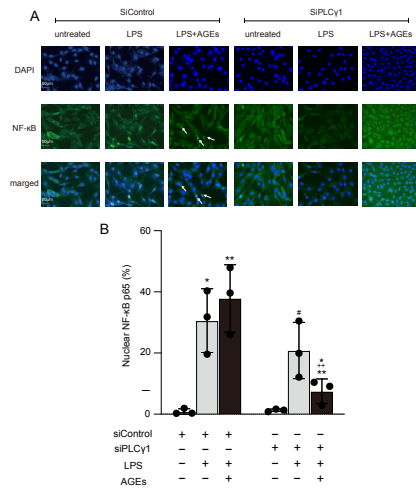 A
SiControl SiPLCγ1
untreated LPS LPS+AGEs untreated LPS LPS+AGEs
DAPI
NF-κB
marged
B
Nuclear NF-κB p65 (%)
60
40
20
0
* ** # ★ ++ **
siControl + + + − − −
siPLCγ1 − − − + + +
LPS − + + − + +
AGEs − − + − − +